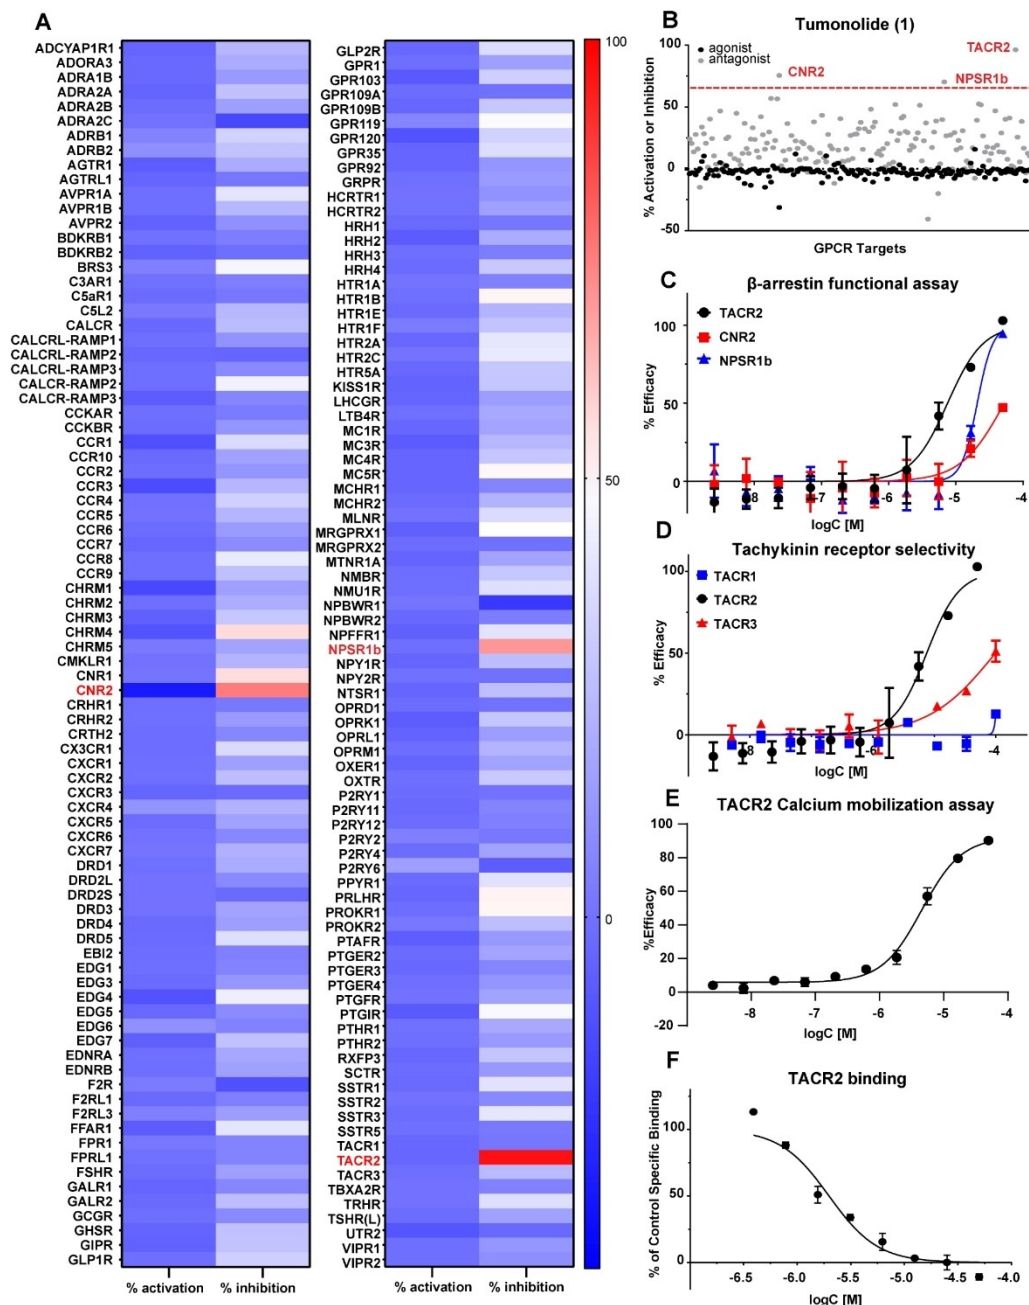 A
ADCYAP1R1
ADORA3
ADRA1B
ADRA2A
ADRA2B
ADRA2C
ADRB1
ADRB2
AGTR1
AGTRL1
AVPR1A
AVPR1B
AVPR2
BDKRB1
BDKRB2
BRS3
C3AR1
C5aR1
C5L2
CALCR
CALCRL-RAMP1
CALCRL-RAMP2
CALCRL-RAMP3
CALCR-RAMP2
CALCR-RAMP3
CCKAR
CCKBR
CCR1
CCR10
CCR2
CCR3
CCR4
CCR5
CCR6
CCR7
CCR8
CCR9
CHRM1
CHRM2
CHRM3
CHRM4
CHRM5
CMKLR1
CNR1
CNR2
CRHR1
CRHR2
CRTH2
CX3CR1
CXCR1
CXCR2
CXCR3
CXCR4
CXCR5
CXCR6
CXCR7
DRD1
DRD2L
DRD2S
DRD3
DRD4
DRD5
EBI2
EDG1
EDG3
EDG4
EDG5
EDG6
EDG7
EDNRA
EDNRB
F2R
F2RL1
F2RL3
FFAR1
FPR1
FPRL1
FSHR
GALR1
GALR2
GCGR
GHSR
GIPR
GLP1R
% activation % inhibition
GLP2R
GPR1
GPR103
GPR109A
GPR109B
GPR119
GPR120
GPR35
GPR92
GRPR
HCRTR1
HCRTR2
HRH1
HRH2
HRH3
HRH4
HTR1A
HTR1B
HTR1E
HTR1F
HTR2A
HTR2C
HTR5A
KISS1R
LHCGR
LTB4R
MC1R
MC3R
MC4R
MC5R
MCHR1
MCHR2
MLNR
MRGPRX1
MRGPRX2
MTNR1A
NMBR
NMU1R
NPBWR1
NPBWR2
NPFFR1
NPSR1b
NPY1R
NPY2R
NTSR1
OPRD1
OPRK1
OPRL1
OPRM1
OXER1
OXTR
P2RY1
P2RY11
P2RY12
P2RY2
P2RY4
P2RY6
PPYR1
PRLHR
PROKR1
PROKR2
PTAFR
PTGER2
PTGER3
PTGER4
PTGFR
PTGIR
PTHR1
PTHR2
RXFP3
SCTR
SSTR1
SSTR2
SSTR3
SSTR5
TACR1
TACR2
TACR3
TBXA2R
TRHR
TSHR(L)
UTR2
VIPR1
VIPR2
% activation % inhibition
100
50
0
B
Tumonolide (1)
% Activation or Inhibition
100
50
0
-50
agonist
antagonist
CNR2
TACR2
NPSR1b
GPCR Targets
C
β-arrestin functional assay
TACR2
CNR2
NPSR1b
% Efficacy
100
50
0
-8 -7 -6 -5 -4
logC [M]
D
Tachykinin receptor selectivity
TACR1
TACR2
TACR3
% Efficacy
100
50
0
-8 -6 -4
logC [M]
E
TACR2 Calcium mobilization assay
%Efficacy
100
80
60
40
20
0
-20
-8 -7 -6 -5 -4
logC [M]
F
TACR2 binding
% of Control Specific Binding
100
50
0
-6.5 -6.0 -5.5 -5.0 -4.5 -4.0
logC [M]